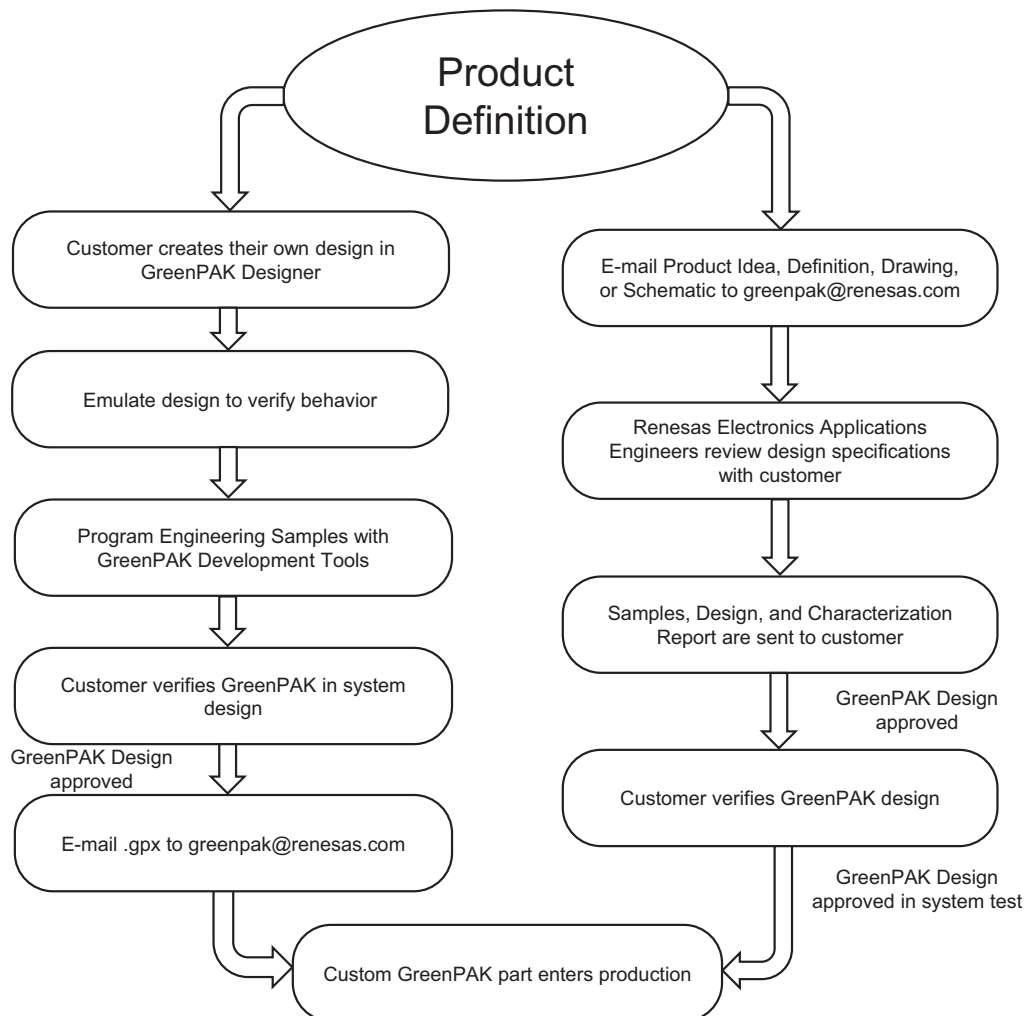 Product
Definition
Customer creates their own design in
GreenPAK Designer
Emulate design to verify behavior
Program Engineering Samples with
GreenPAK Development Tools
Customer verifies GreenPAK in system
design
GreenPAK Design
approved
E-mail .gpx to greenpak@renesas.com
E-mail Product Idea, Definition, Drawing,
or Schematic to greenpak@renesas.com
Renesas Electronics Applications
Engineers review design specifications
with customer
Samples, Design, and Characterization
Report are sent to customer
GreenPAK Design
approved
Customer verifies GreenPAK design
GreenPAK Design
approved in system test
Custom GreenPAK part enters production